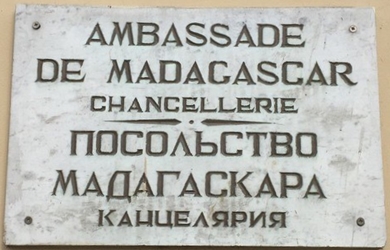 AMBASSADE
DE MADAGASCAR
CHANCELLERIE
ПОСОЛЬСТВО
МАДАГАСКАРА
КАНЦЕЛЯРИЯ